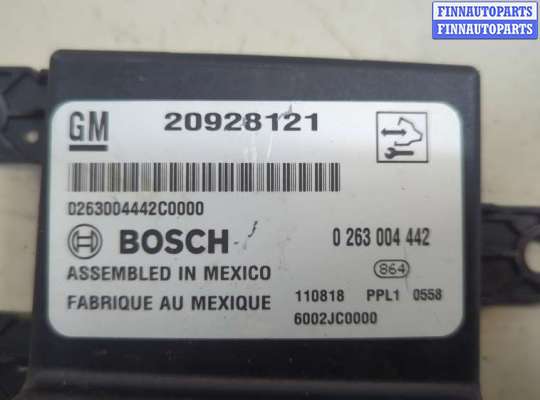 FINNAUTOPARTS
FINNAUTOPARTS
GM 20928121
0263004442C0000
BOSCH 0 263 004 442
ASSEMBLED IN MEXICO 864
FABRIQUE AU MEXIQUE 110818 PPL1 0558
6002JC0000